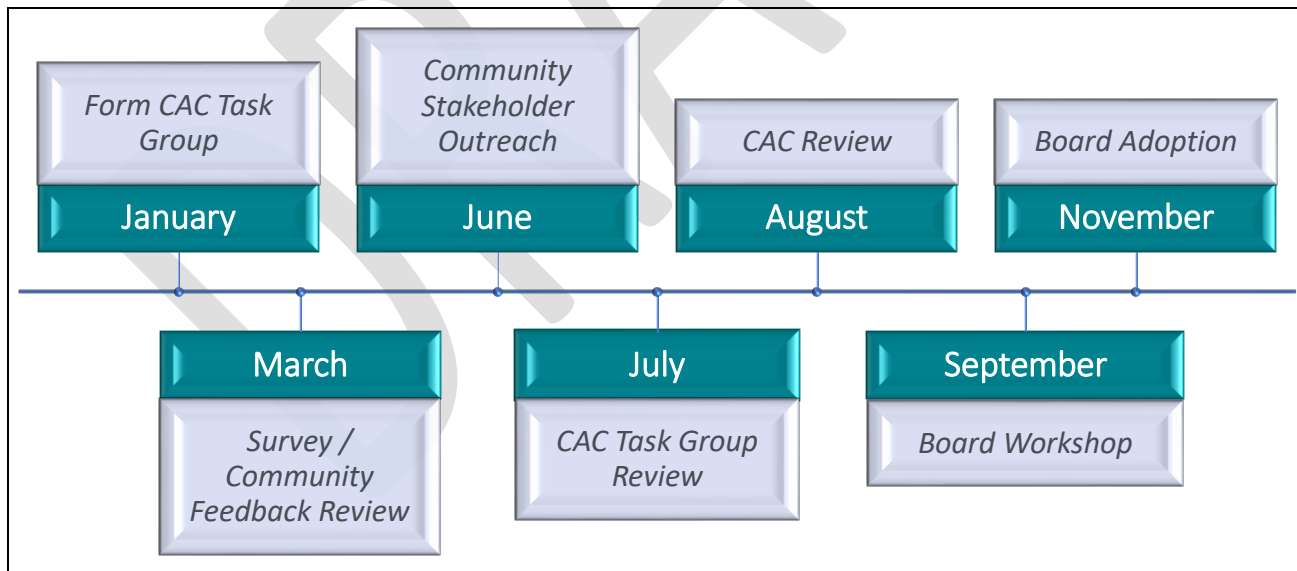 Form CAC Task
Group
January
Community
Stakeholder
Outreach
June
CAC Review
August
Board Adoption
November
March
Survey /
Community
Feedback Review
July
CAC Task Group
Review
September
Board Workshop